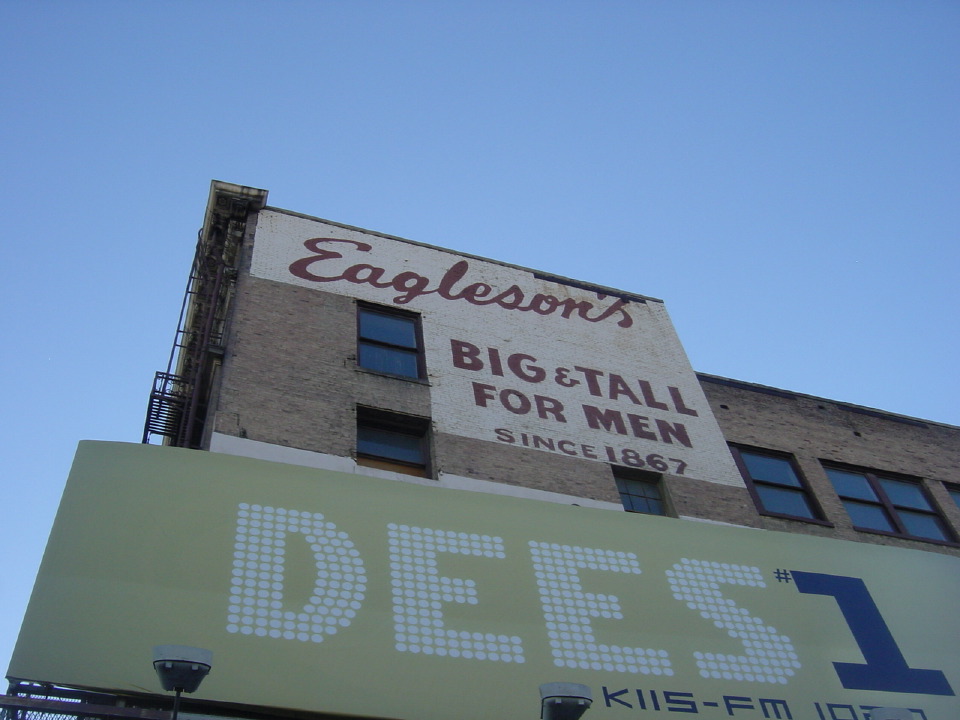 Eagleson's
BIG & TALL
FOR MEN
SINCE 1867
DEES #1
KIIS-FM